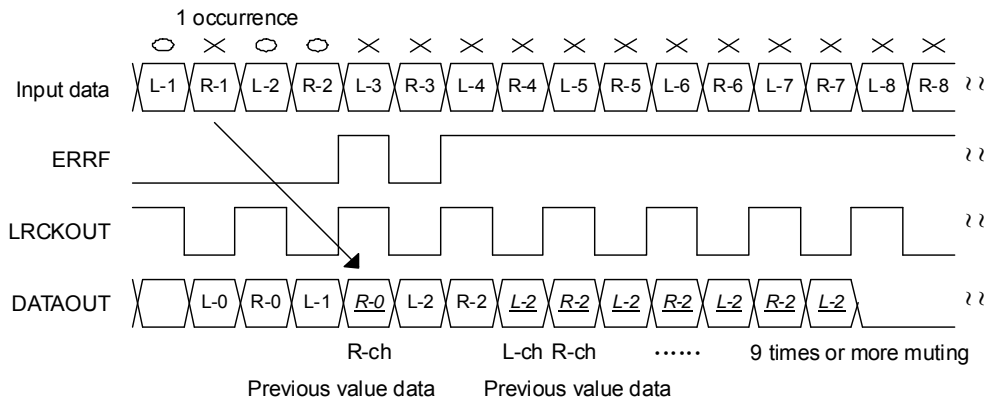 1 occurrence
Input data L-1 R-1 L-2 R-2 L-3 R-3 L-4 R-4 L-5 R-5 L-6 R-6 L-7 R-7 L-8 R-8
ERRF
LRCKOUT
DATAOUT L-0 R-0 L-1 R-0 L-2 R-2 L-2 R-2 L-2 R-2 L-2 R-2 L-2
R-ch L-ch R-ch ...... 9 times or more muting
Previous value data Previous value data